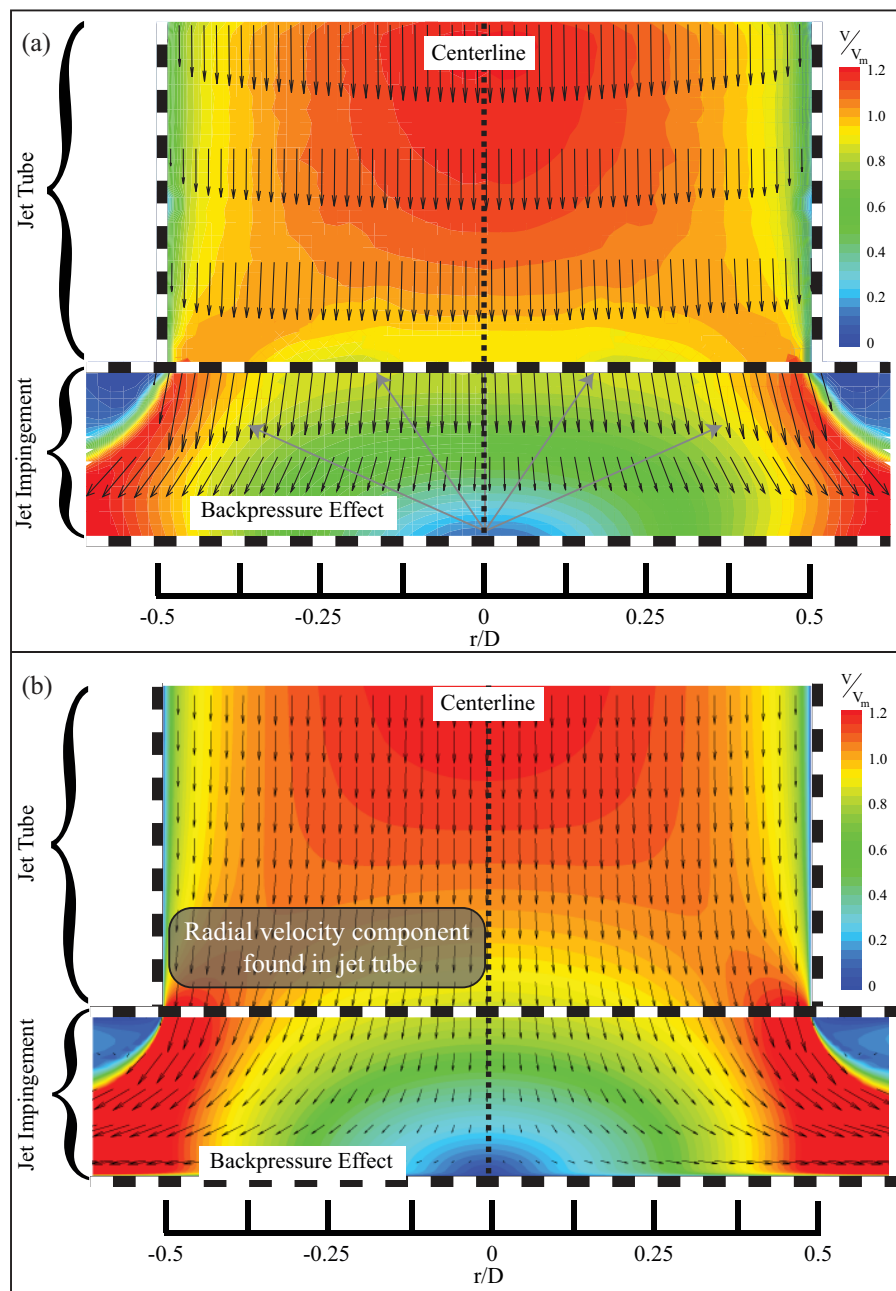 (a)
Centerline
V/Vm
1.2
1.0
0.8
0.6
0.4
0.2
0
Jet Tube
Jet Impingement
Backpressure Effect
-0.5
-0.25
0
0.25
0.5
r/D
(b)
Centerline
V/Vm
1.2
1.0
0.8
0.6
0.4
0.2
0
Jet Tube
Radial velocity component
found in jet tube
Jet Impingement
Backpressure Effect
-0.5
-0.25
0
0.25
0.5
r/D